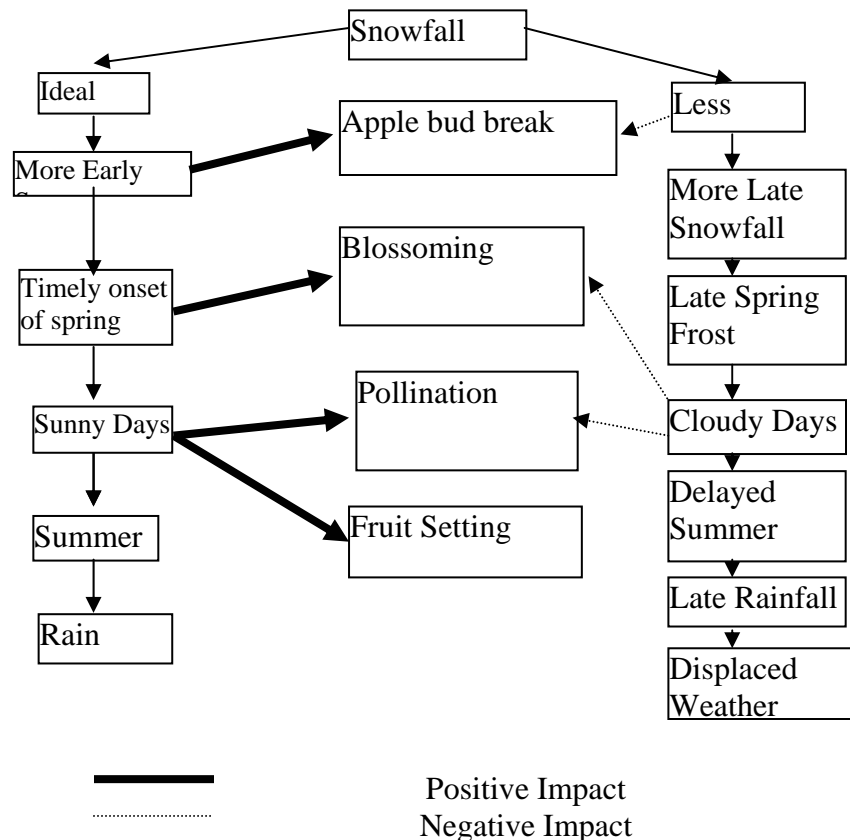 Snowfall
Ideal
Less
Apple bud break
More Early
More Late
Snowfall
Blossoming
Timely onset
of spring
Late Spring
Frost
Pollination
Sunny Days
Cloudy Days
Delayed
Summer
Fruit Setting
Summer
Late Rainfall
Rain
Displaced
Weather
Positive Impact
Negative Impact